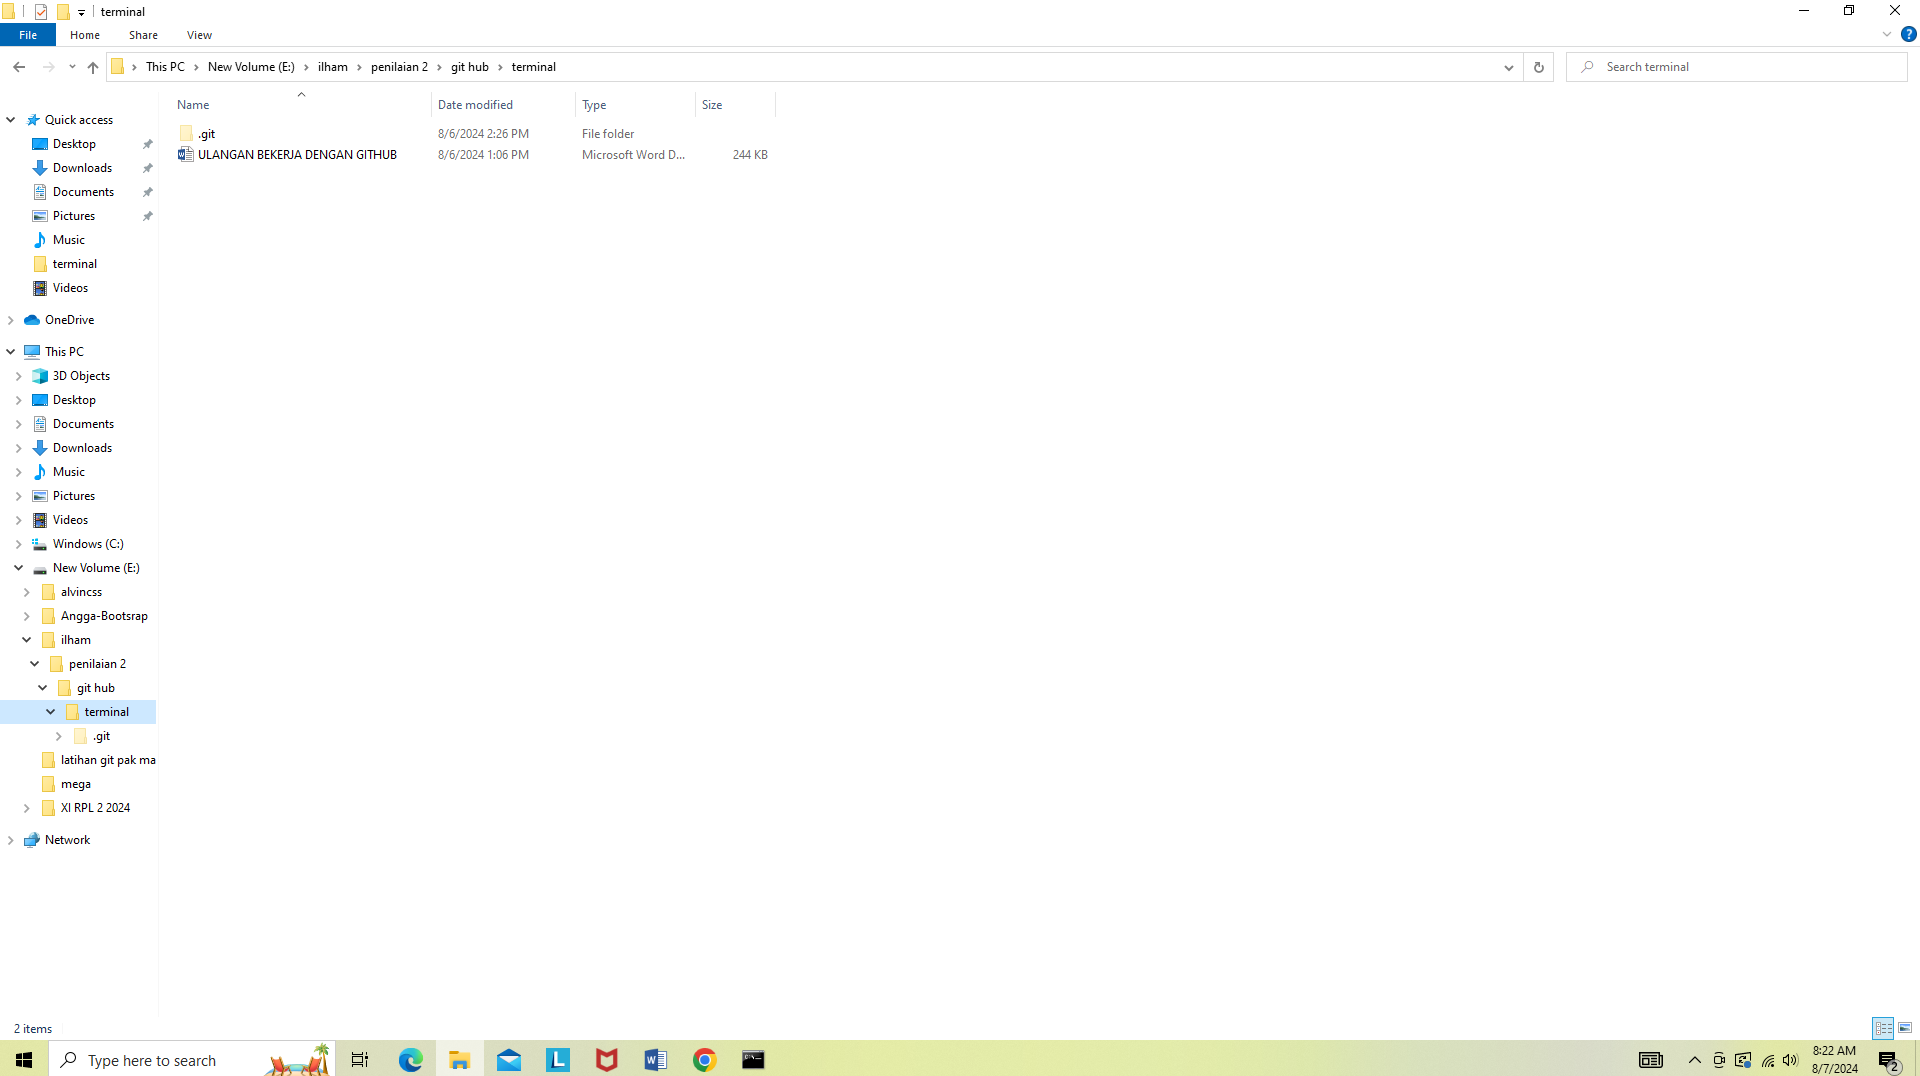 terminal
File Home Share View
This PC New Volume (E:) ilham penilaian 2 git hub terminal
Search terminal
Name Date modified Type Size
.git 8/6/2024 2:26 PM File folder
ULANGAN BEKERJA DENGAN GITHUB 8/6/2024 1:06 PM Microsoft Word D... 244 KB
Quick access
Desktop
Downloads
Documents
Pictures
Music
terminal
Videos
OneDrive
This PC
3D Objects
Desktop
Documents
Downloads
Music
Pictures
Videos
Windows (C:)
New Volume (E:)
alvincss
Angga-Bootsrap
ilham
penilaian 2
git hub
terminal
.git
latihan git pak ma
mega
XI RPL 2 2024
Network
2 items
Type here to search
8:22 AM
8/7/2024
2